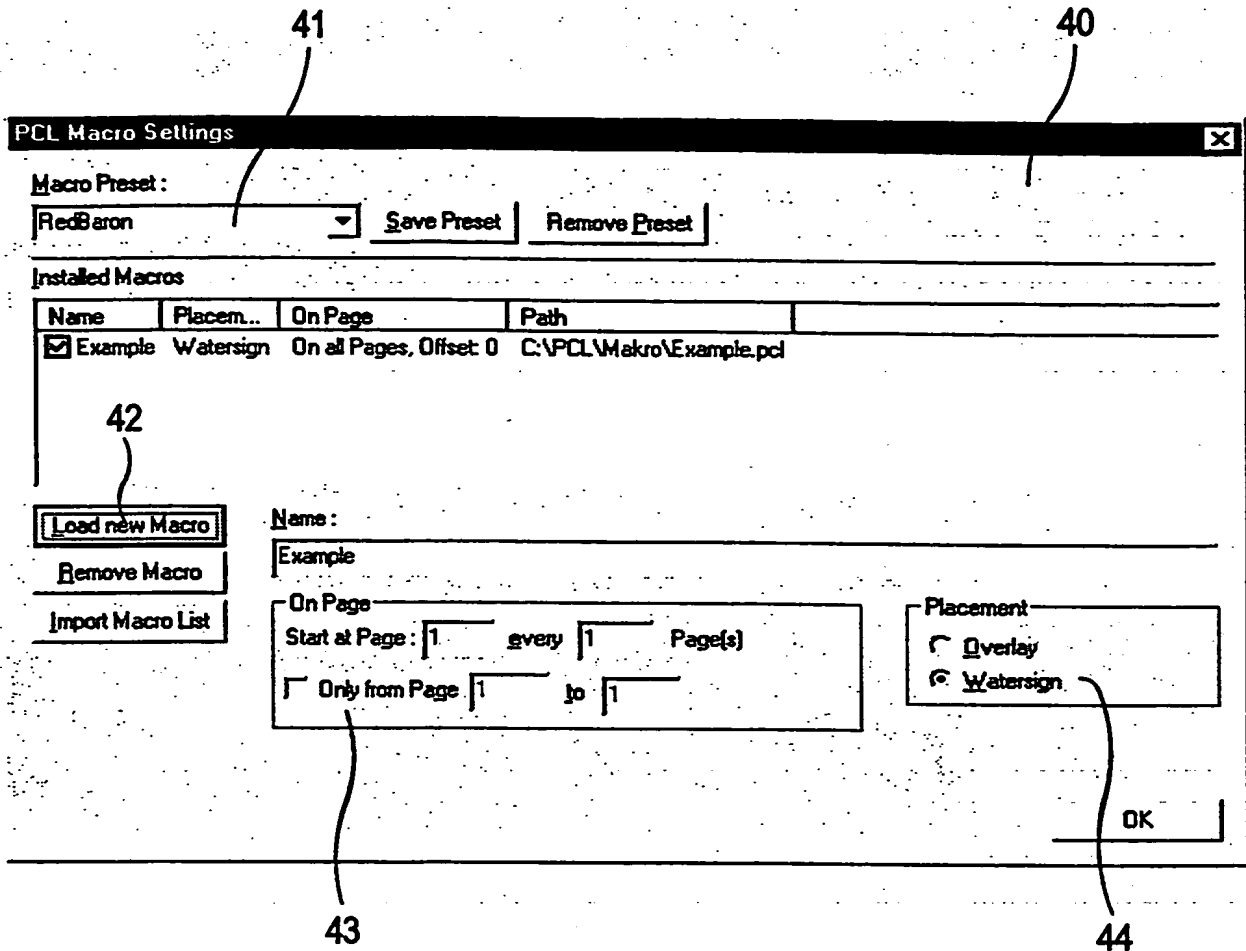 41 40
PCL Macro Settings
Macro Preset :
RedBaron Save Preset Remove Preset
Installed Macros
Name Placem... On Page Path
Example Watersign On all Pages, Offset: 0 C:\PCL\Makro\Example.pcl
42
Load new Macro Name :
Example
Remove Macro
On Page Placement
Import Macro List Start at Page : 1 every 1 Page(s) Overlay
Only from Page 1 to 1 Watersign
OK
43 44